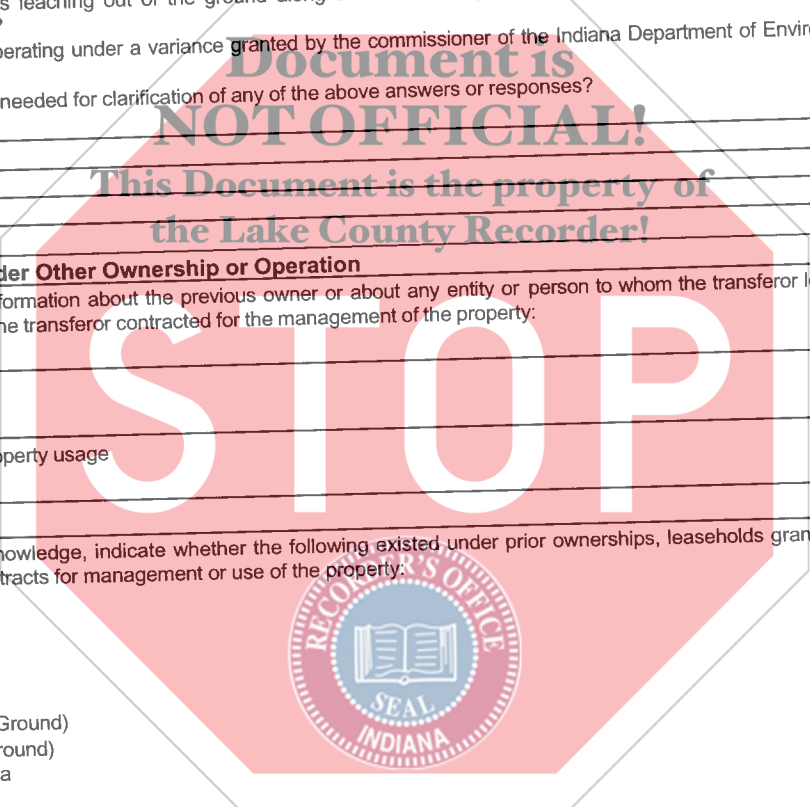 s leaching out of the ground along
?
perating under a variance granted by the commissioner of the Indiana Department of Enviro
Document is
needed for clarification of any of the above answers or responses?
NOT OFFICIAL!
This Document is the property of
the Lake County Recorder!
der Other Ownership or Operation
formation about the previous owner or about any entity or person to whom the transferor le
he transferor contracted for the management of the property:
STOP
operty usage
nowledge, indicate whether the following existed under prior ownerships, leaseholds gran
tracts for management or use of the property:
RECORDER'S OFFICE
SEAL
INDIANA
Ground)
round)
a